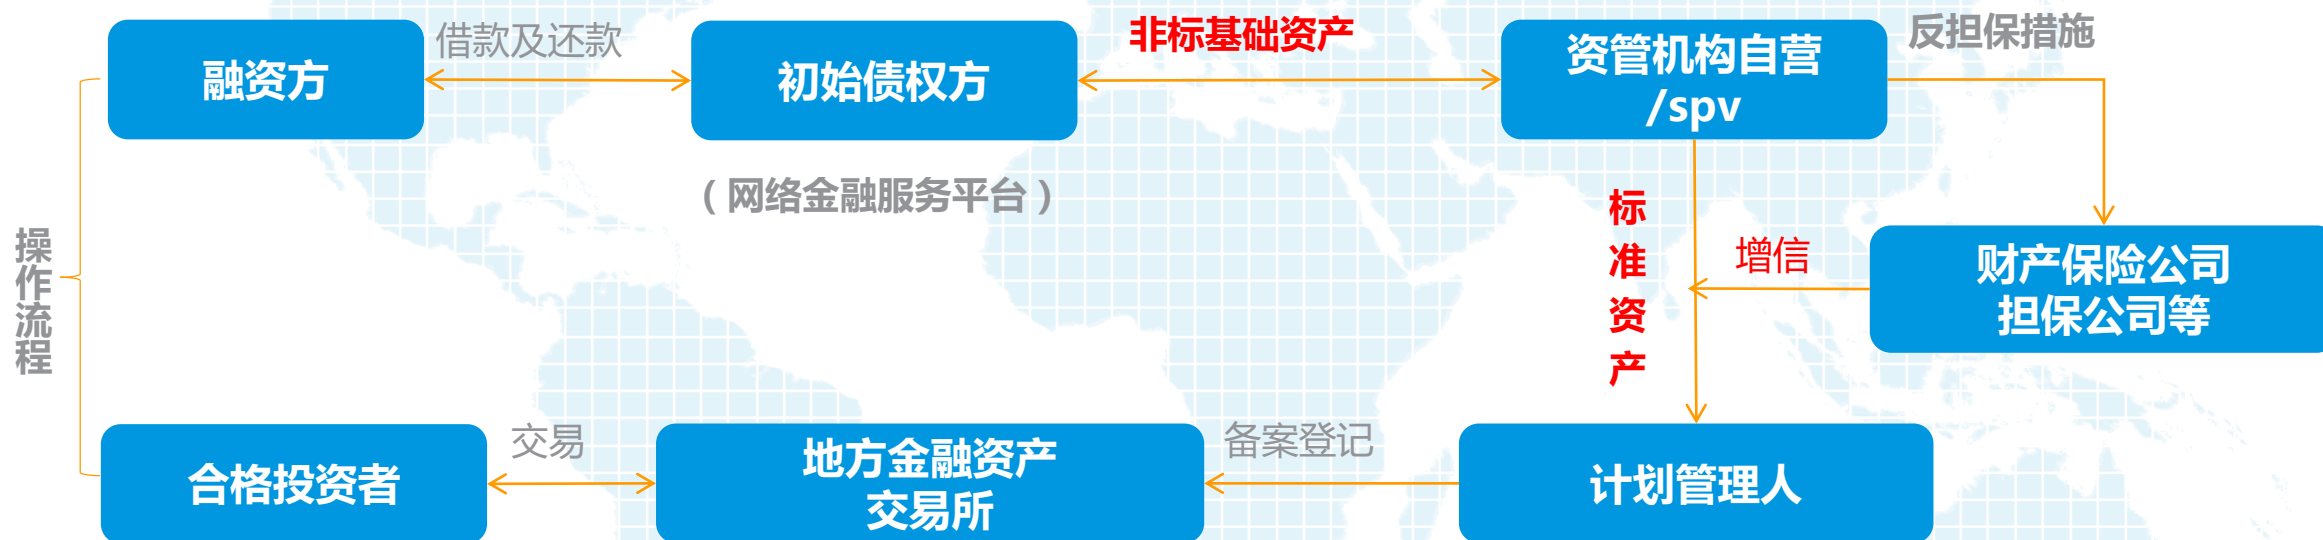 融资方
借款及还款
初始债权方
非标基础资产
资管机构自营
/spv
反担保措施
(网络金融服务平台)
操作流程
标准资产
增信
财产保险公司
担保公司等
合格投资者
交易
地方金融资产
交易所
备案登记
计划管理人